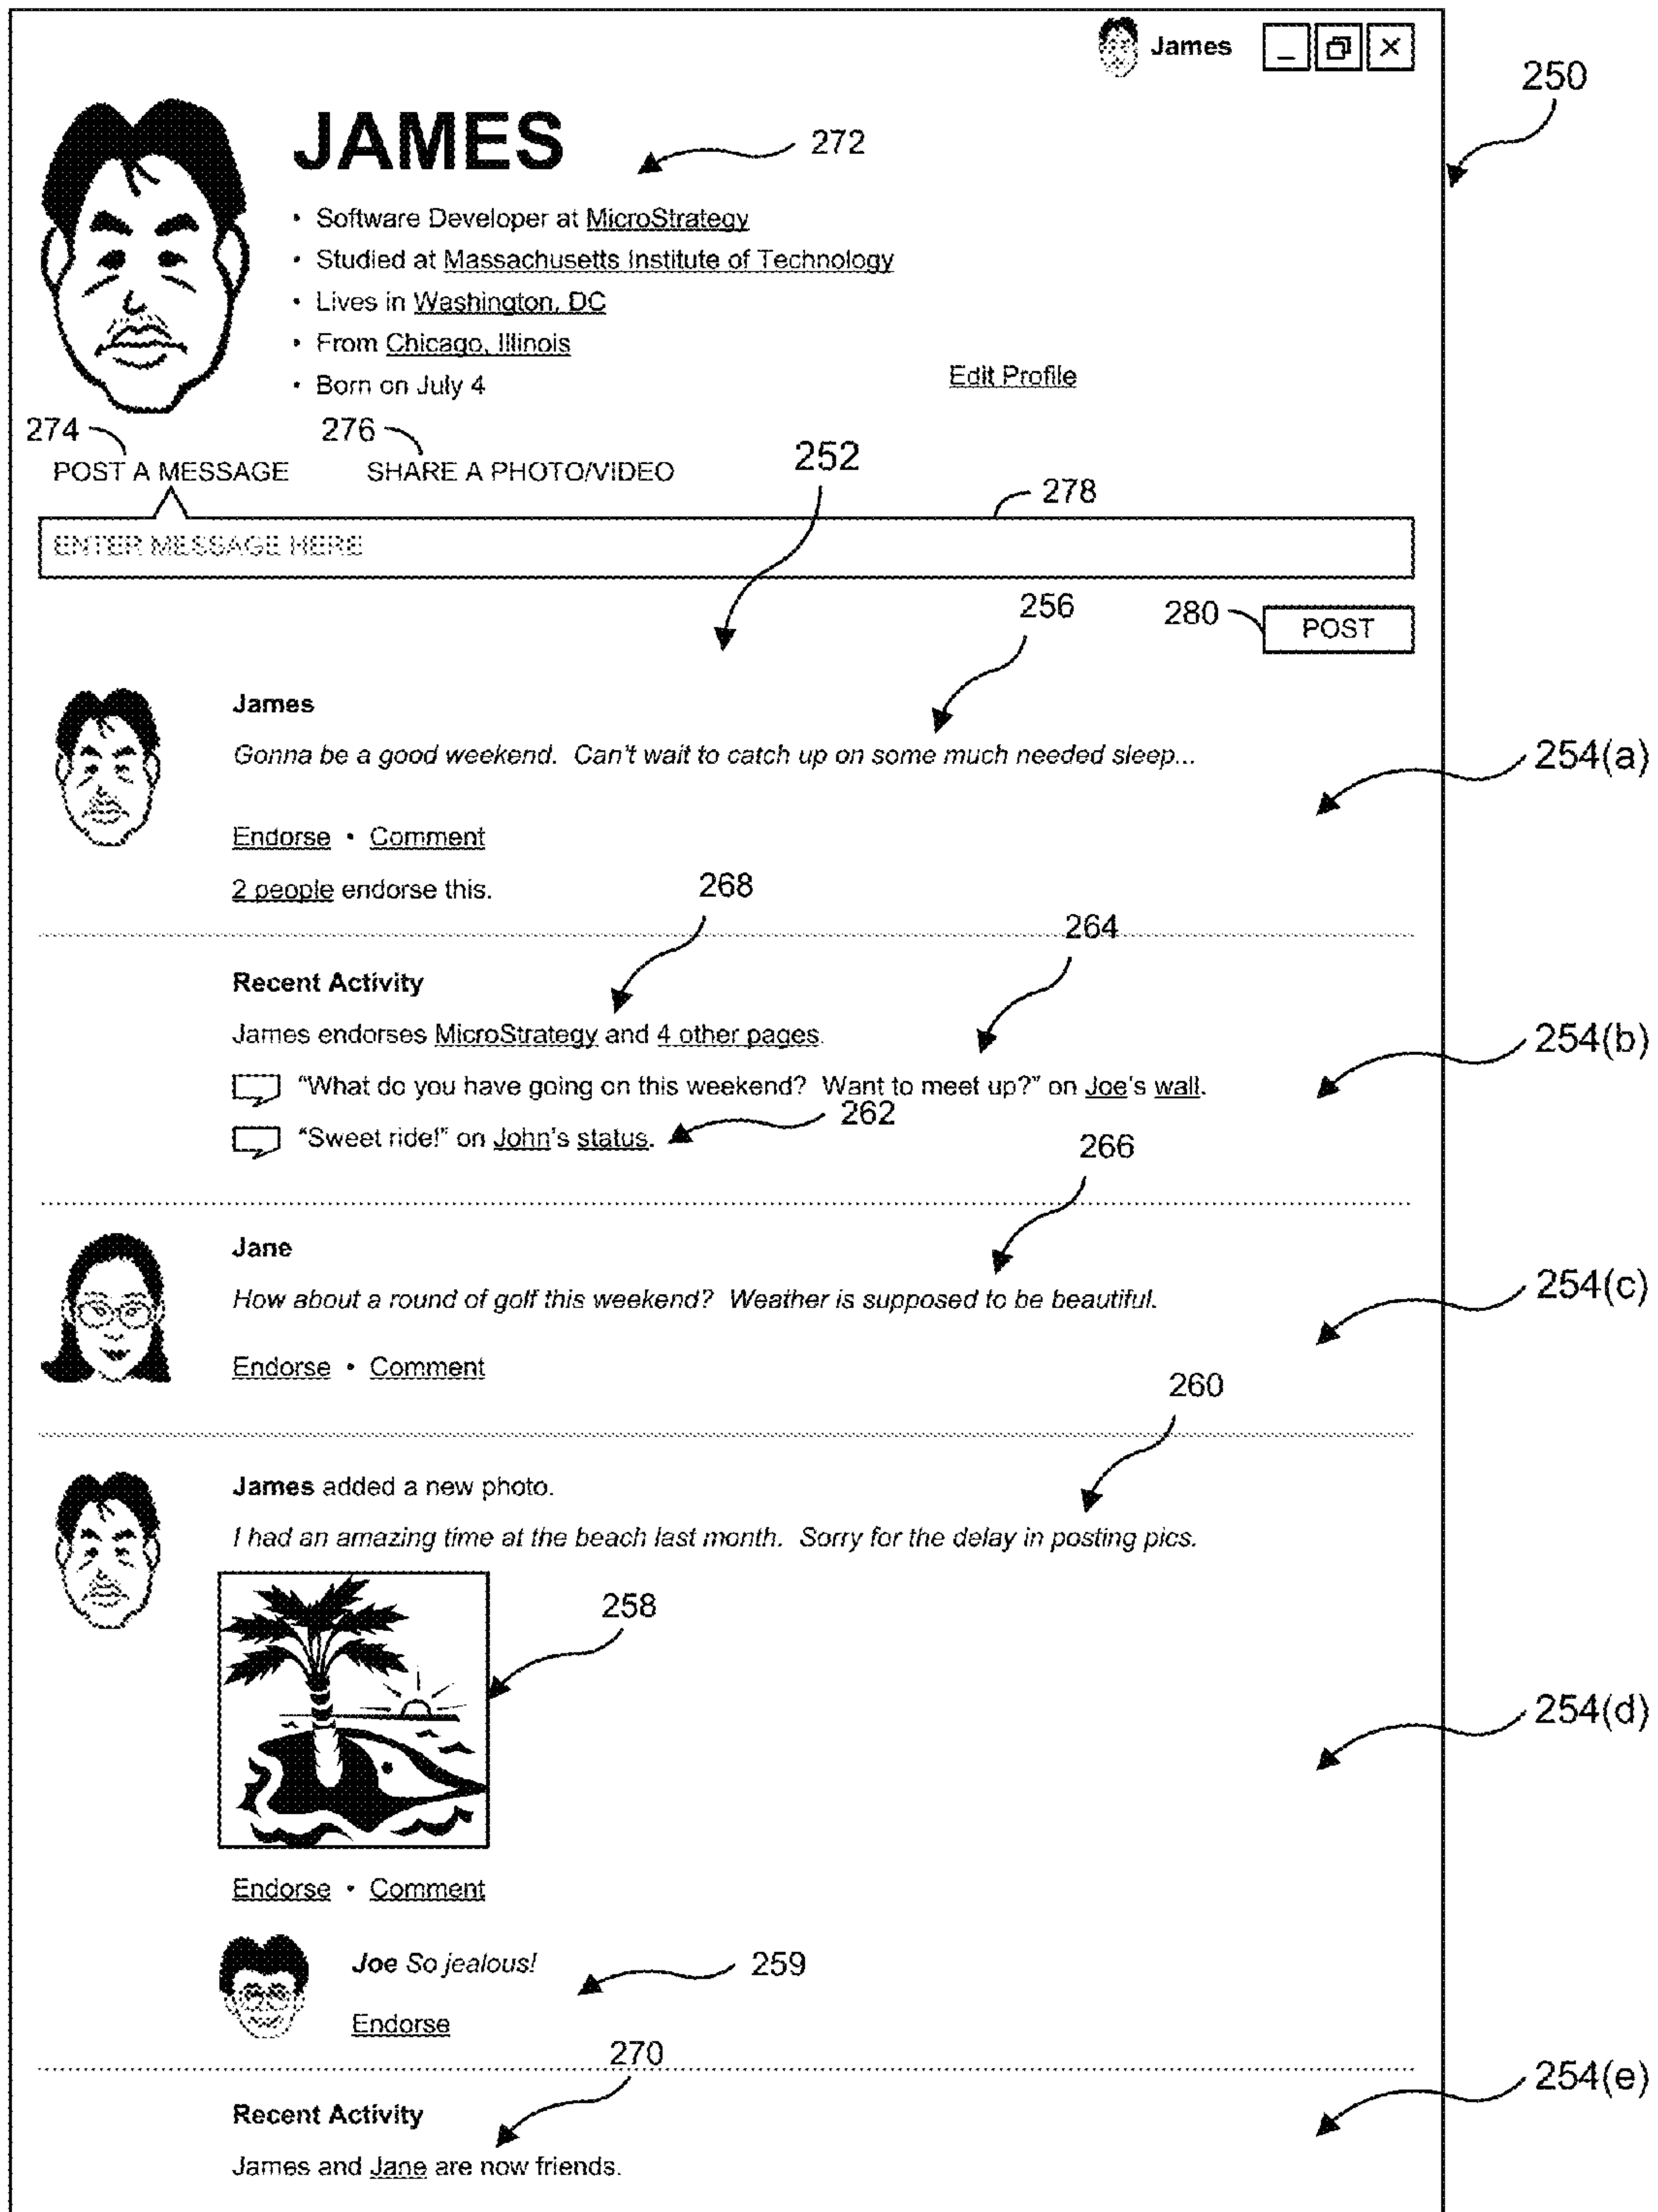 James
250
JAMES
272
• Software Developer at MicroStrategy
• Studied at Massachusetts Institute of Technology
• Lives in Washington, DC
• From Chicago, Illinois
• Born on July 4
Edit Profile
274
276
252
POST A MESSAGE SHARE A PHOTO/VIDEO
278
ENTER MESSAGE HERE
256
280
POST
James
Gonna be a good weekend. Can't wait to catch up on some much needed sleep...
254(a)
Endorse • Comment
2 people endorse this.
268
264
Recent Activity
James endorses MicroStrategy and 4 other pages.
254(b)
“What do you have going on this weekend? Want to meet up?” on Joe's wall.
262
“Sweet ride!” on John's status.
266
Jane
How about a round of golf this weekend? Weather is supposed to be beautiful.
254(c)
Endorse • Comment
260
James added a new photo.
I had an amazing time at the beach last month. Sorry for the delay in posting pics.
258
254(d)
Endorse • Comment
Joe So jealous!
259
Endorse
270
254(e)
Recent Activity
James and Jane are now friends.